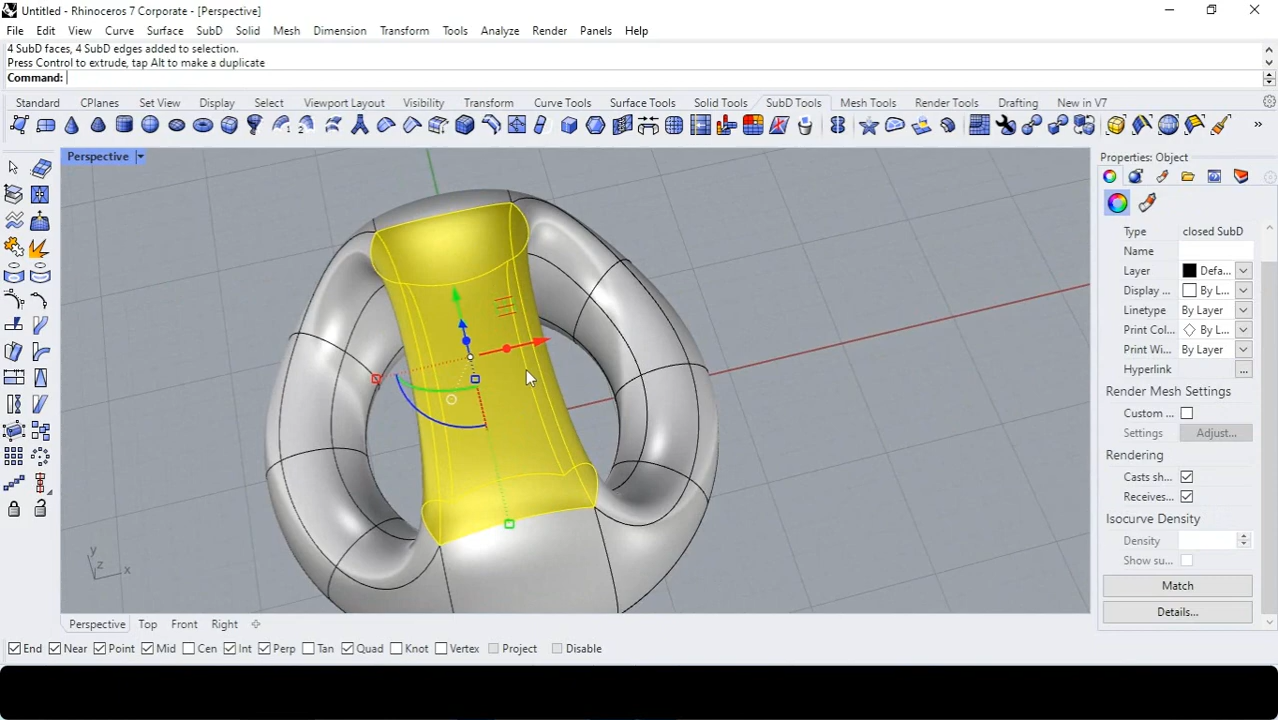 Untitled - Rhinoceros 7 Corporate - [Perspective]
File Edit View Curve Surface SubD Solid Mesh Dimension Transform Tools Analyze Render Panels Help
4 SubD faces, 4 SubD edges added to selection.
Press Control to extrude, tap Alt to make a duplicate
Command:
Standard CPlanes Set View Display Select Viewport Layout Visibility Transform Curve Tools Surface Tools Solid Tools SubD Tools Mesh Tools Render Tools Drafting New in V7
Perspective
Properties: Object
Type closed SubD
Name
Layer Defa...
Display ... By L...
Linetype By Layer
Print Col... By L...
Print Wi... By Layer
Hyperlink ...
Render Mesh Settings
Custom ...
Settings Adjust...
Rendering
Casts sh...
Receives...
Isocurve Density
Density
Show su...
Match
Details...
y
z
x
Perspective Top Front Right
End Near Point Mid Cen Int Perp Tan Quad Knot Vertex Project Disable